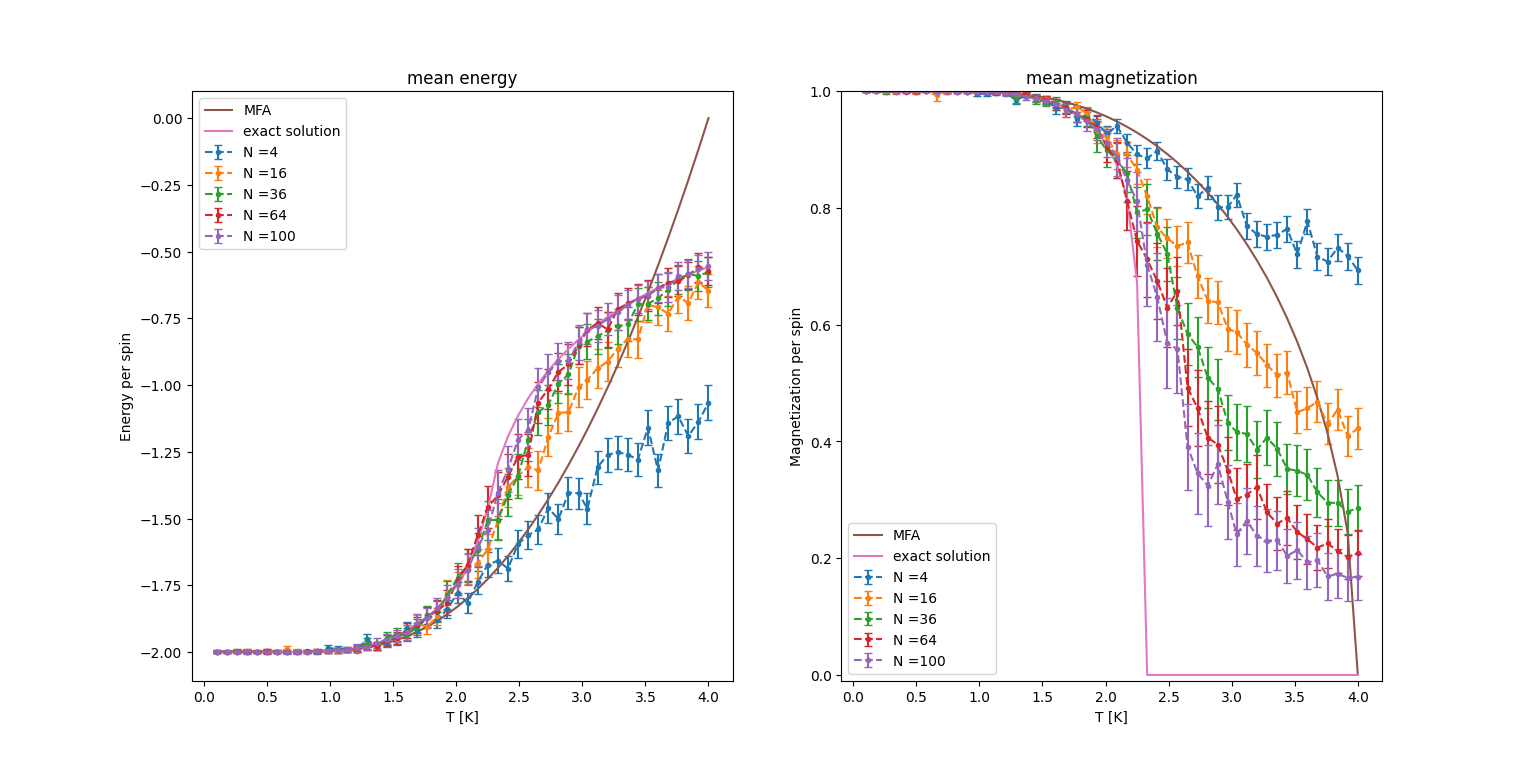 mean energy
MFA
exact solution
N =4
N =16
N =36
N =64
N =100
0.00
−0.25
−0.50
−0.75
−1.00
−1.25
−1.50
−1.75
−2.00
Energy per spin
0.0 0.5 1.0 1.5 2.0 2.5 3.0 3.5 4.0
T [K]
mean magnetization
1.0
0.8
0.6
0.4
0.2
0.0
Magnetization per spin
MFA
exact solution
N =4
N =16
N =36
N =64
N =100
0.0 0.5 1.0 1.5 2.0 2.5 3.0 3.5 4.0
T [K]